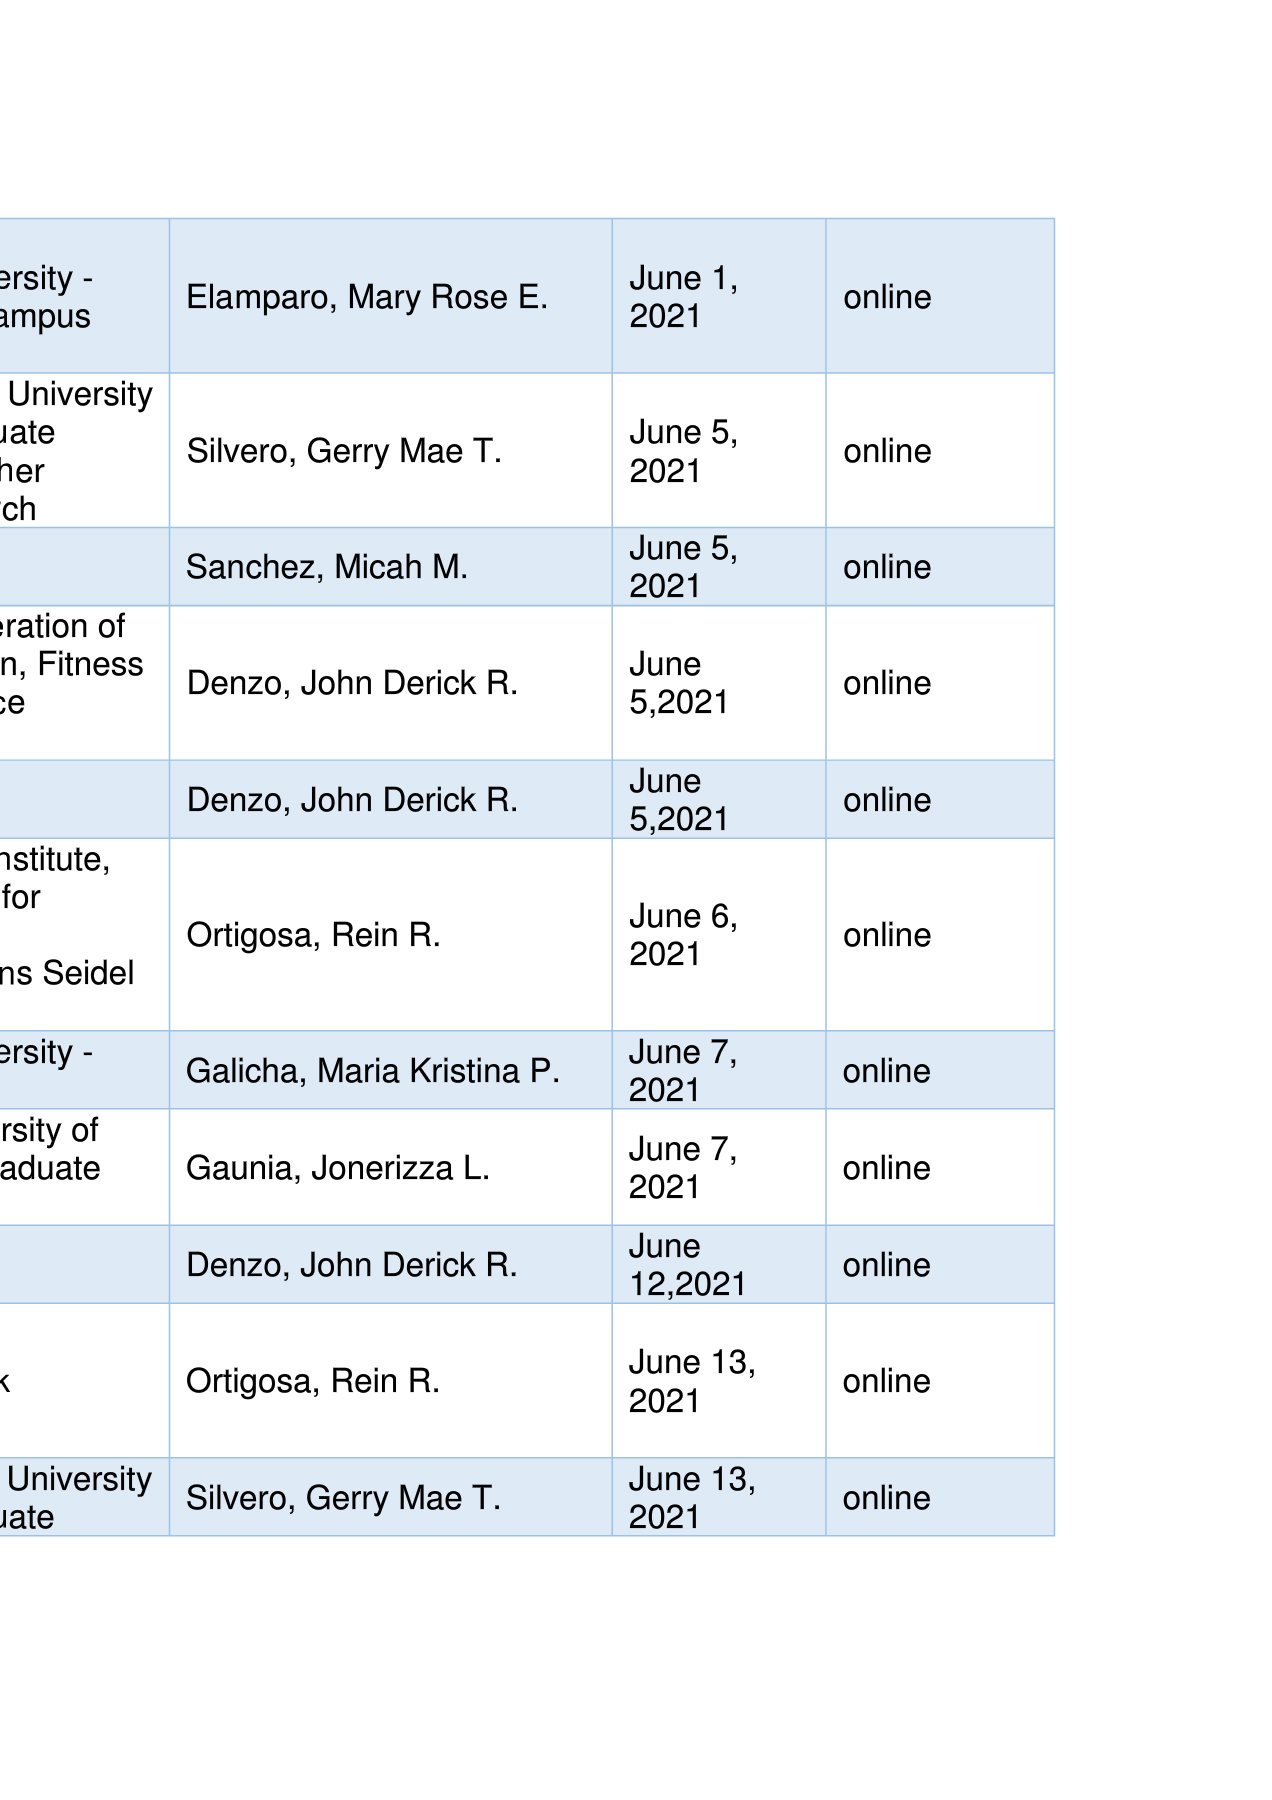 ersity -
ampus
Elamparo, Mary Rose E.
June 1,
2021
online
University
uate
her
ch
Silvero, Gerry Mae T.
June 5,
2021
online
Sanchez, Micah M.
June 5,
2021
online
eration of
n, Fitness
ce
Denzo, John Derick R.
June
5,2021
online
Denzo, John Derick R.
June
5,2021
online
nstitute,
for
ns Seidel
Ortigosa, Rein R.
June 6,
2021
online
ersity -
Galicha, Maria Kristina P.
June 7,
2021
online
rsity of
aduate
Gaunia, Jonerizza L.
June 7,
2021
online
Denzo, John Derick R.
June
12,2021
online
k
Ortigosa, Rein R.
June 13,
2021
online
University
uate
Silvero, Gerry Mae T.
June 13,
2021
online